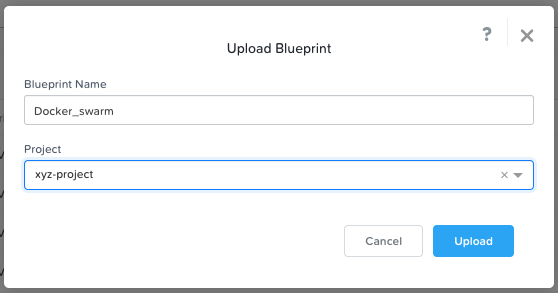 ?
Upload Blueprint
Blueprint Name
Docker_swarm
Project
xyz-project
Cancel
Upload